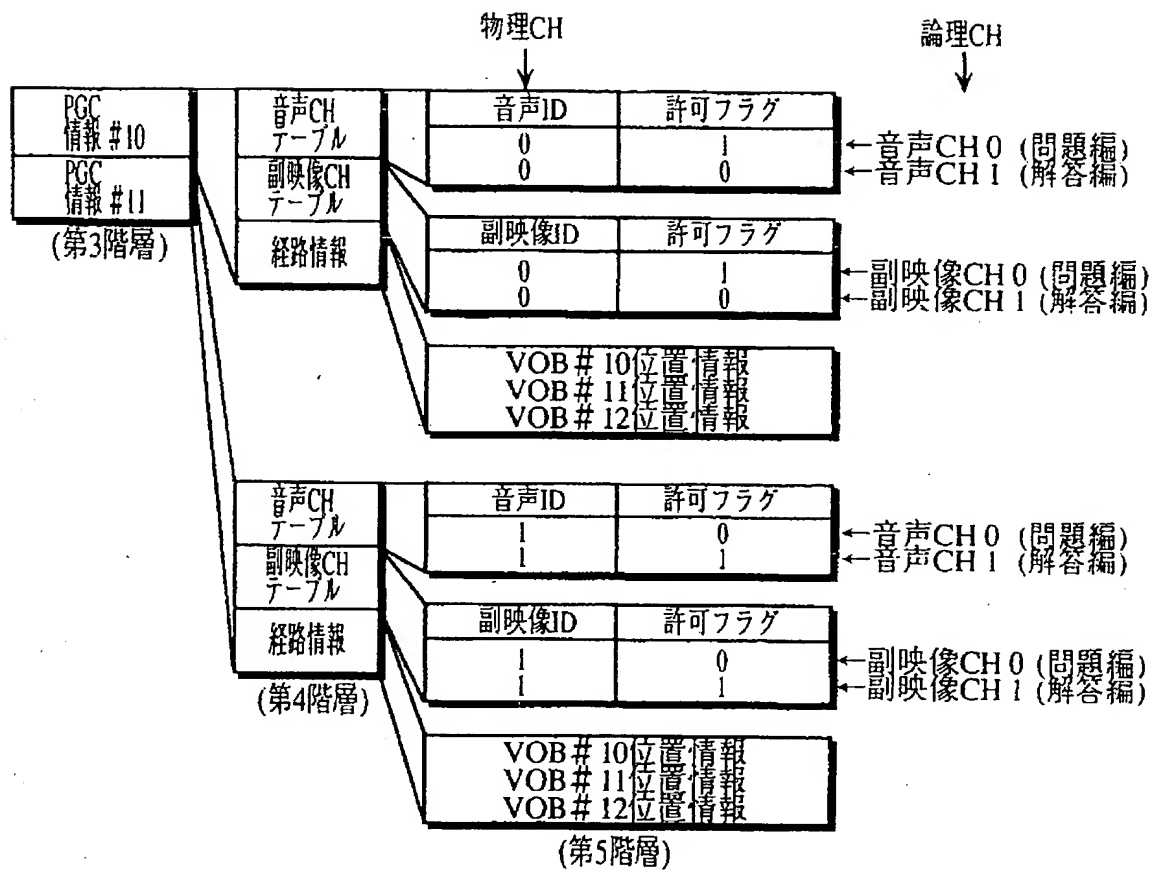 物理CH
論理CH
PGC
情報 #10
PGC
情報 #11
(第3階層)
音声CH
テーブル
副映像CH
テーブル
経路情報
音声ID 許可フラグ
0 1
0 0
←音声CH 0 (問題編)
←音声CH 1 (解答編)
副映像ID 許可フラグ
0 1
0 0
←副映像CH 0 (問題編)
←副映像CH 1 (解答編)
VOB# 10位置情報
VOB# 11位置情報
VOB# 12位置情報
音声CH
テーブル
副映像CH
テーブル
経路情報
(第4階層)
音声ID 許可フラグ
1 0
1 1
←音声CH 0 (問題編)
←音声CH 1 (解答編)
副映像ID 許可フラグ
1 0
1 1
←副映像CH 0 (問題編)
←副映像CH 1 (解答編)
VOB# 10位置情報
VOB# 11位置情報
VOB# 12位置情報
(第5階層)